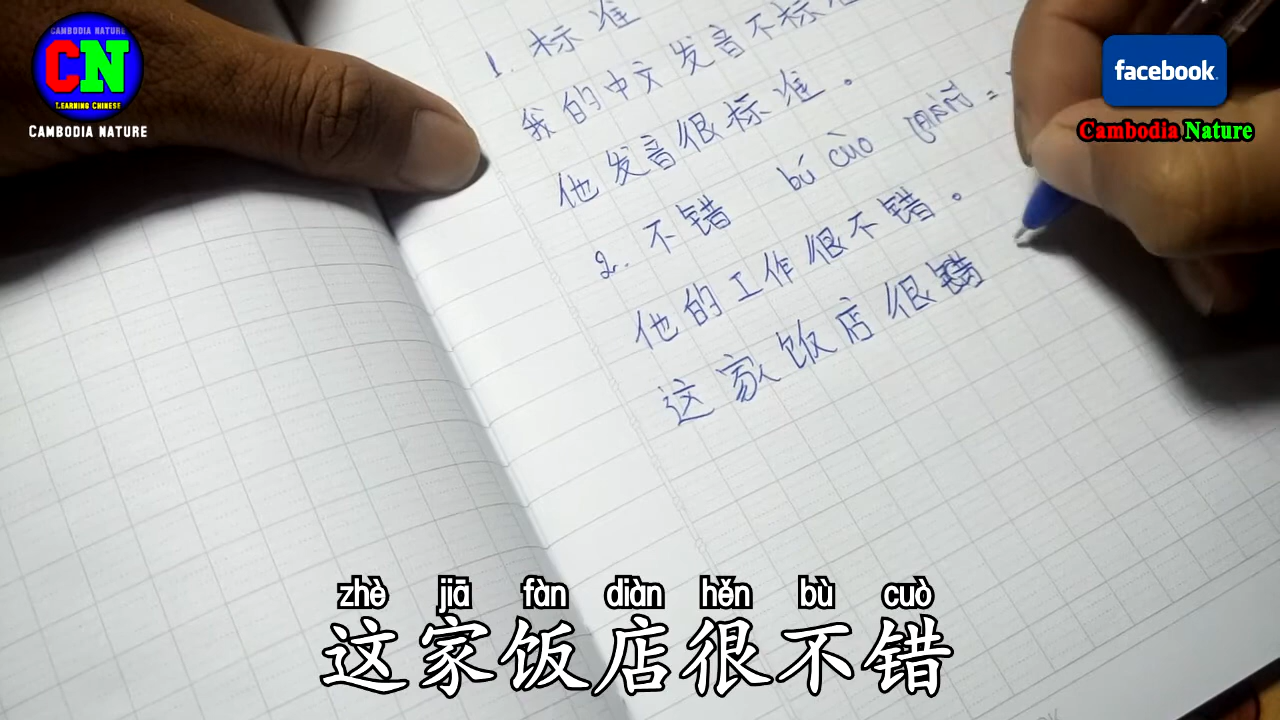 CAMBODIA NATURE
CN
LEARNING CHINESE
CAMBODIA NATURE
facebook
Cambodia Nature
1. 标准
我的中文发音不标准
他发音很标准。
2. 不错 bú cuò =
他的工作很不错。
这家饭店很错
zhè jiā fàn diàn hěn bù cuò
这家饭店很不错